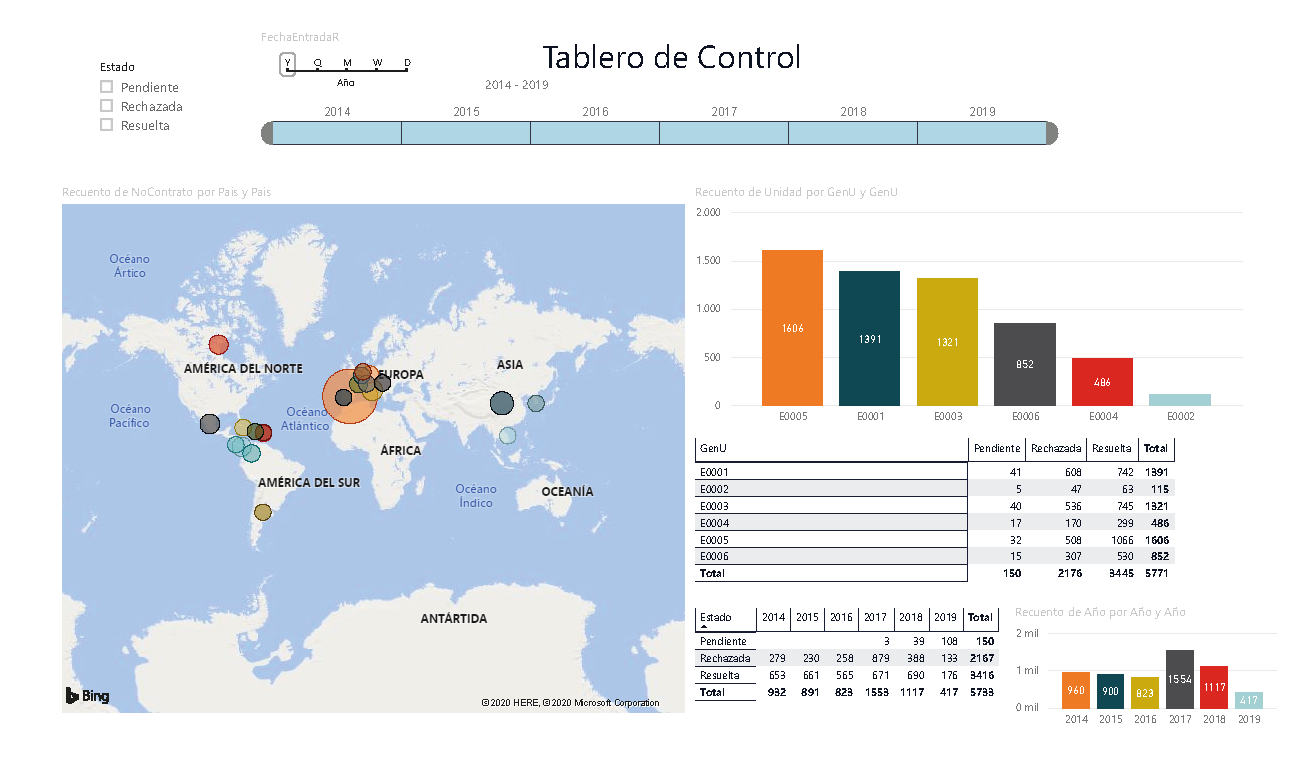 FechaEntradaR
Tablero de Control
Estado
Pendiente
Rechazada
Resuelta
Y Q M W D
Año
2014 - 2019
2014 2015 2016 2017 2018 2019
Recuento de NoContrato por Pais y Pais
Océano
Ártico
AMÉRICA DEL NORTE
EUROPA
ASIA
Océano
Pacífico
Océano
Atlántico
ÁFRICA
AMÉRICA DEL SUR
Océano
Índico
OCEANÍA
ANTÁRTIDA
Bing
©2020 HERE, ©2020 Microsoft Corporation
Recuento de Unidad por GenU y GenU
2.000
1.500
1.000
500
0
1606
1391
1321
852
486
E0005 E0001 E0003 E0006 E0004 E0002
GenU Pendiente Rechazada Resuelta Total
E0001 41 608 742 1391
E0002 5 47 63 115
E0003 40 536 745 1321
E0004 17 170 299 486
E0005 32 508 1066 1606
E0006 15 307 530 852
Total 150 2176 3445 5771
Estado 2014 2015 2016 2017 2018 2019 Total
Pendiente 3 39 108 150
Rechazada 279 230 258 879 388 133 2167
Resuelta 653 661 565 671 690 176 3416
Total 932 891 823 1553 1117 417 5733
Recuento de Año por Año y Año
2 mil
1 mil
0 mil
960 900 823 1554 1117 417
2014 2015 2016 2017 2018 2019